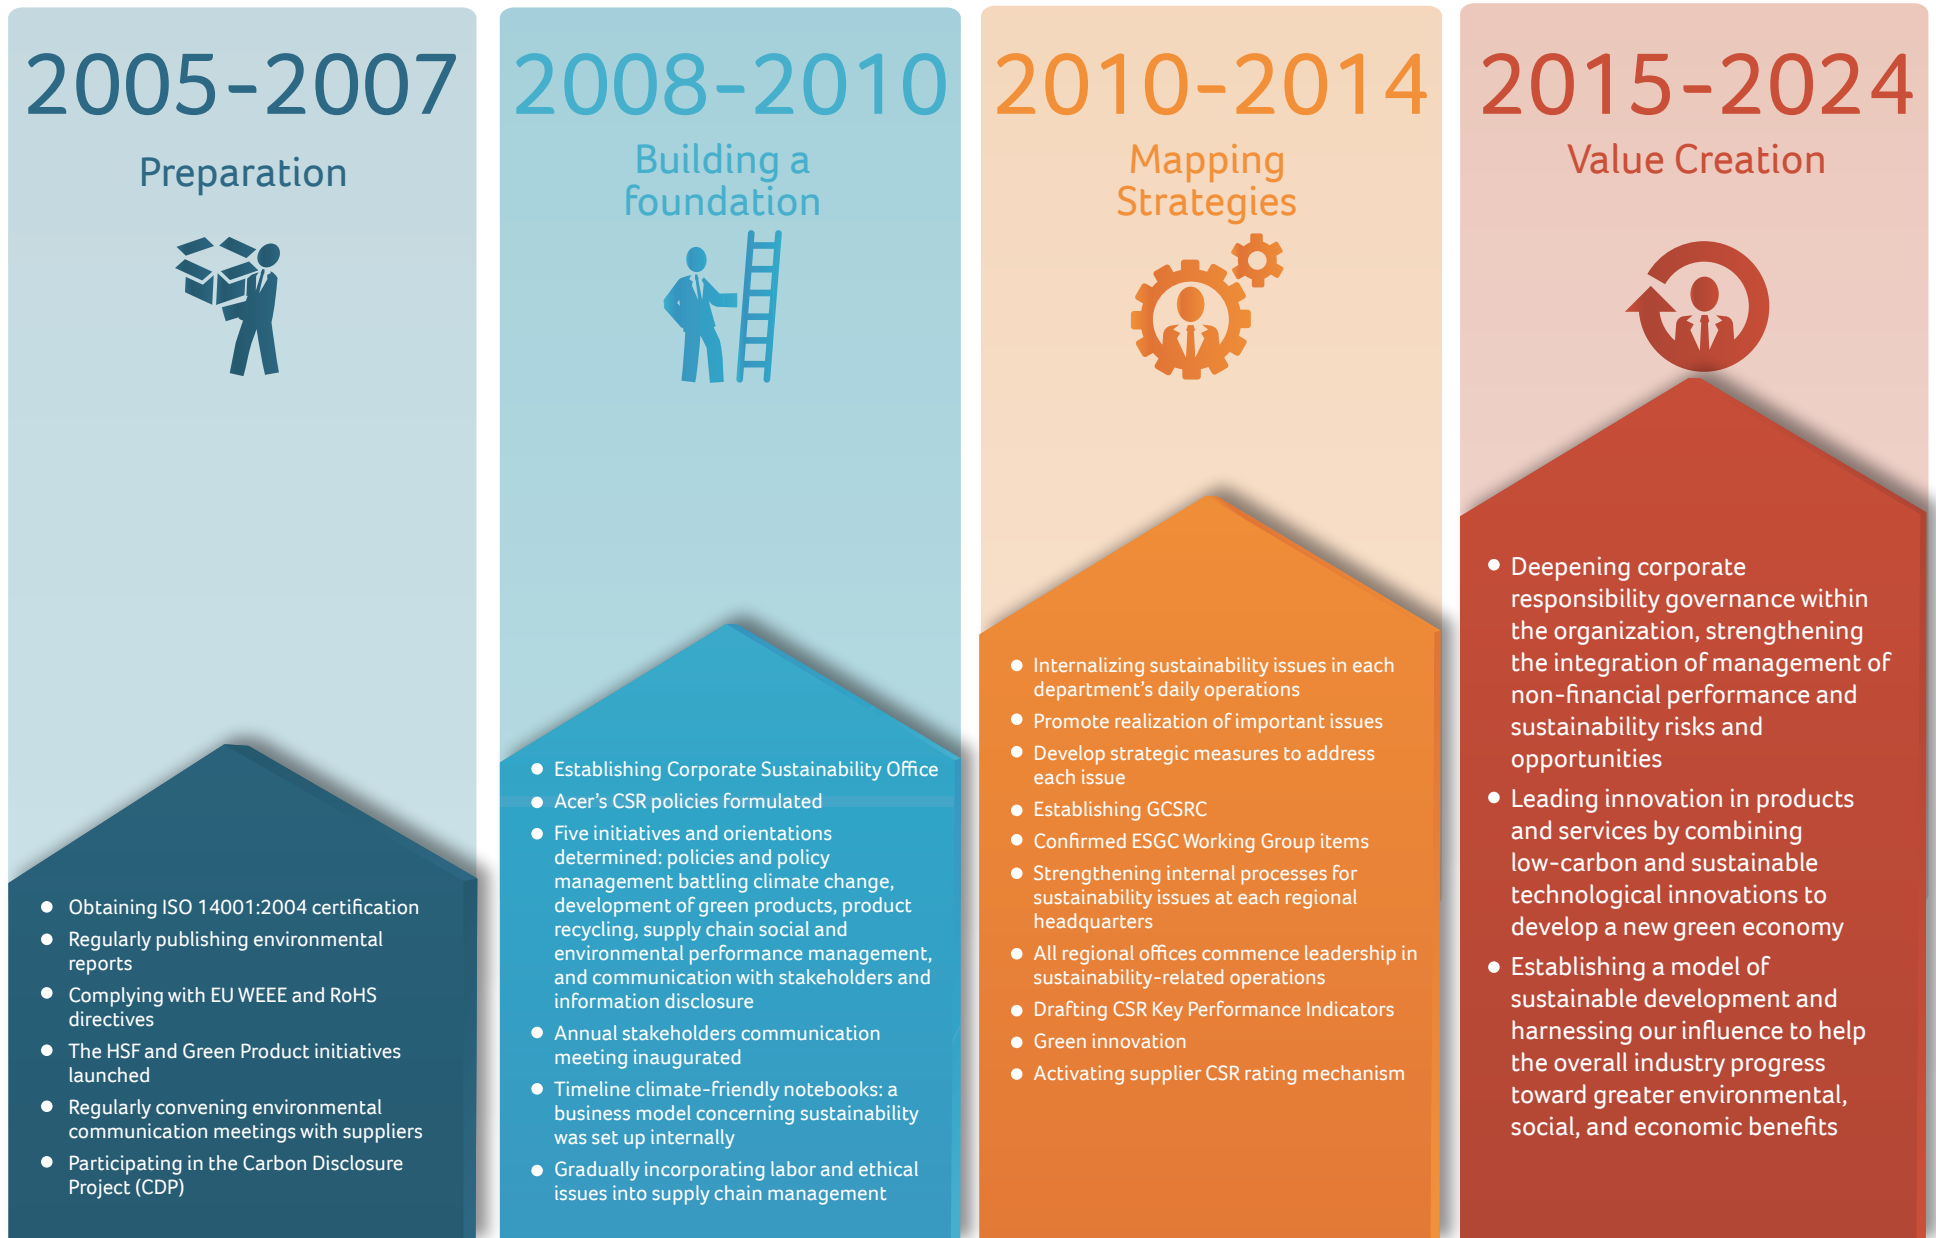 2005-2007
Preparation
Obtaining ISO 14001:2004 certification
Regularly publishing environmental
reports
Complying with EU WEEE and RoHS
directives
The HSF and Green Product initiatives
launched
Regularly convening environmental
communication meetings with suppliers
Participating in the Carbon Disclosure
Project (CDP)
2008-2010
Building a
foundation
Establishing Corporate Sustainability Office
Acer's CSR policies formulated
Five initiatives and orientations
determined: policies and policy
management battling climate change,
development of green products, product
recycling, supply chain social and
environmental performance management,
and communication with stakeholders and
information disclosure
Annual stakeholders communication
meeting inaugurated
Timeline climate-friendly notebooks: a
business model concerning sustainability
was set up internally
Gradually incorporating labor and ethical
issues into supply chain management
2010-2014
Mapping
Strategies
Internalizing sustainability issues in each
department's daily operations
Promote realization of important issues
Develop strategic measures to address
each issue
Establishing GCSRC
Confirmed ESGC Working Group items
Strengthening internal processes for
sustainability issues at each regional
headquarters
All regional offices commence leadership in
sustainability-related operations
Drafting CSR Key Performance Indicators
Green innovation
Activating supplier CSR rating mechanism
2015-2024
Value Creation
Deepening corporate
responsibility governance within
the organization, strengthening
the integration of management of
non-financial performance and
sustainability risks and
opportunities
Leading innovation in products
and services by combining
low-carbon and sustainable
technological innovations to
develop a new green economy
Establishing a model of
sustainable development and
harnessing our influence to help
the overall industry progress
toward greater environmental,
social, and economic benefits